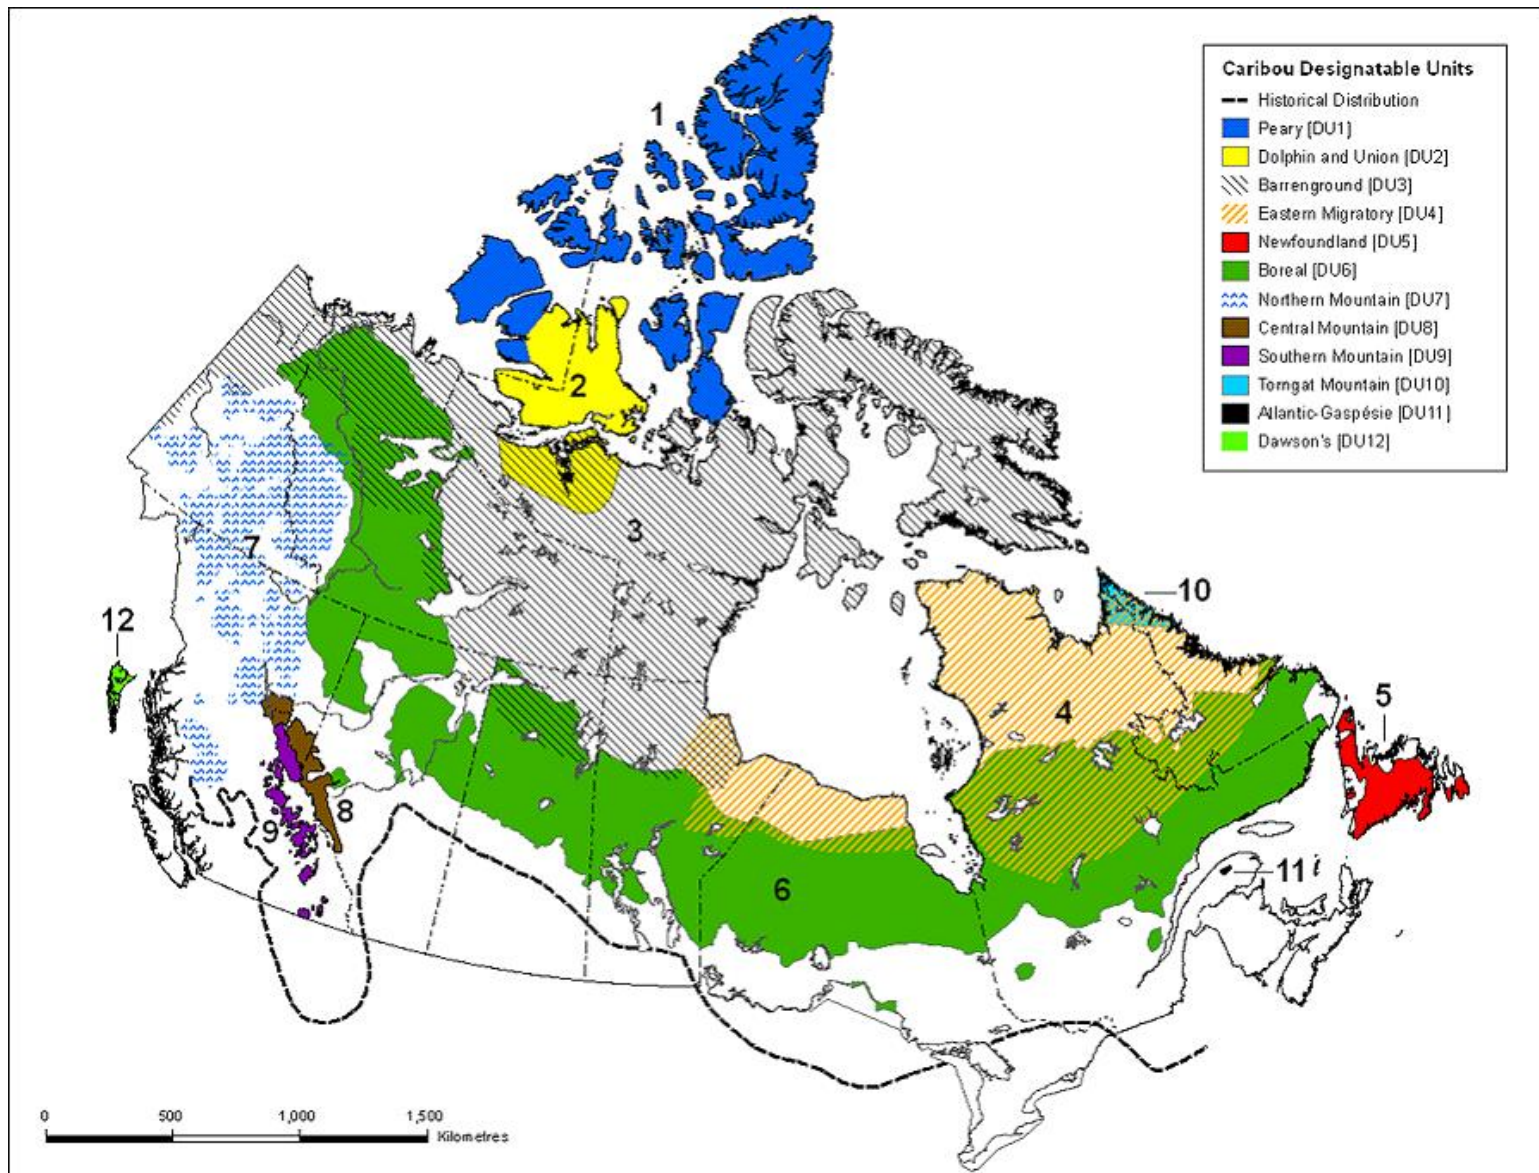 Caribou Designatable Units
Historical Distribution
Peary [DU1]
Dolphin and Union [DU2]
Barrenground [DU3]
Eastern Migratory [DU4]
Newfoundland [DU5]
Boreal [DU6]
Northern Mountain [DU7]
Central Mountain [DU8]
Southern Mountain [DU9]
Torngat Mountain [DU10]
Atlantic-Gaspésie [DU11]
Dawson's [DU12]
1
2
3
7
10
12
4
5
8
9
11
6
0 500 1,000 1,500
Kilometres